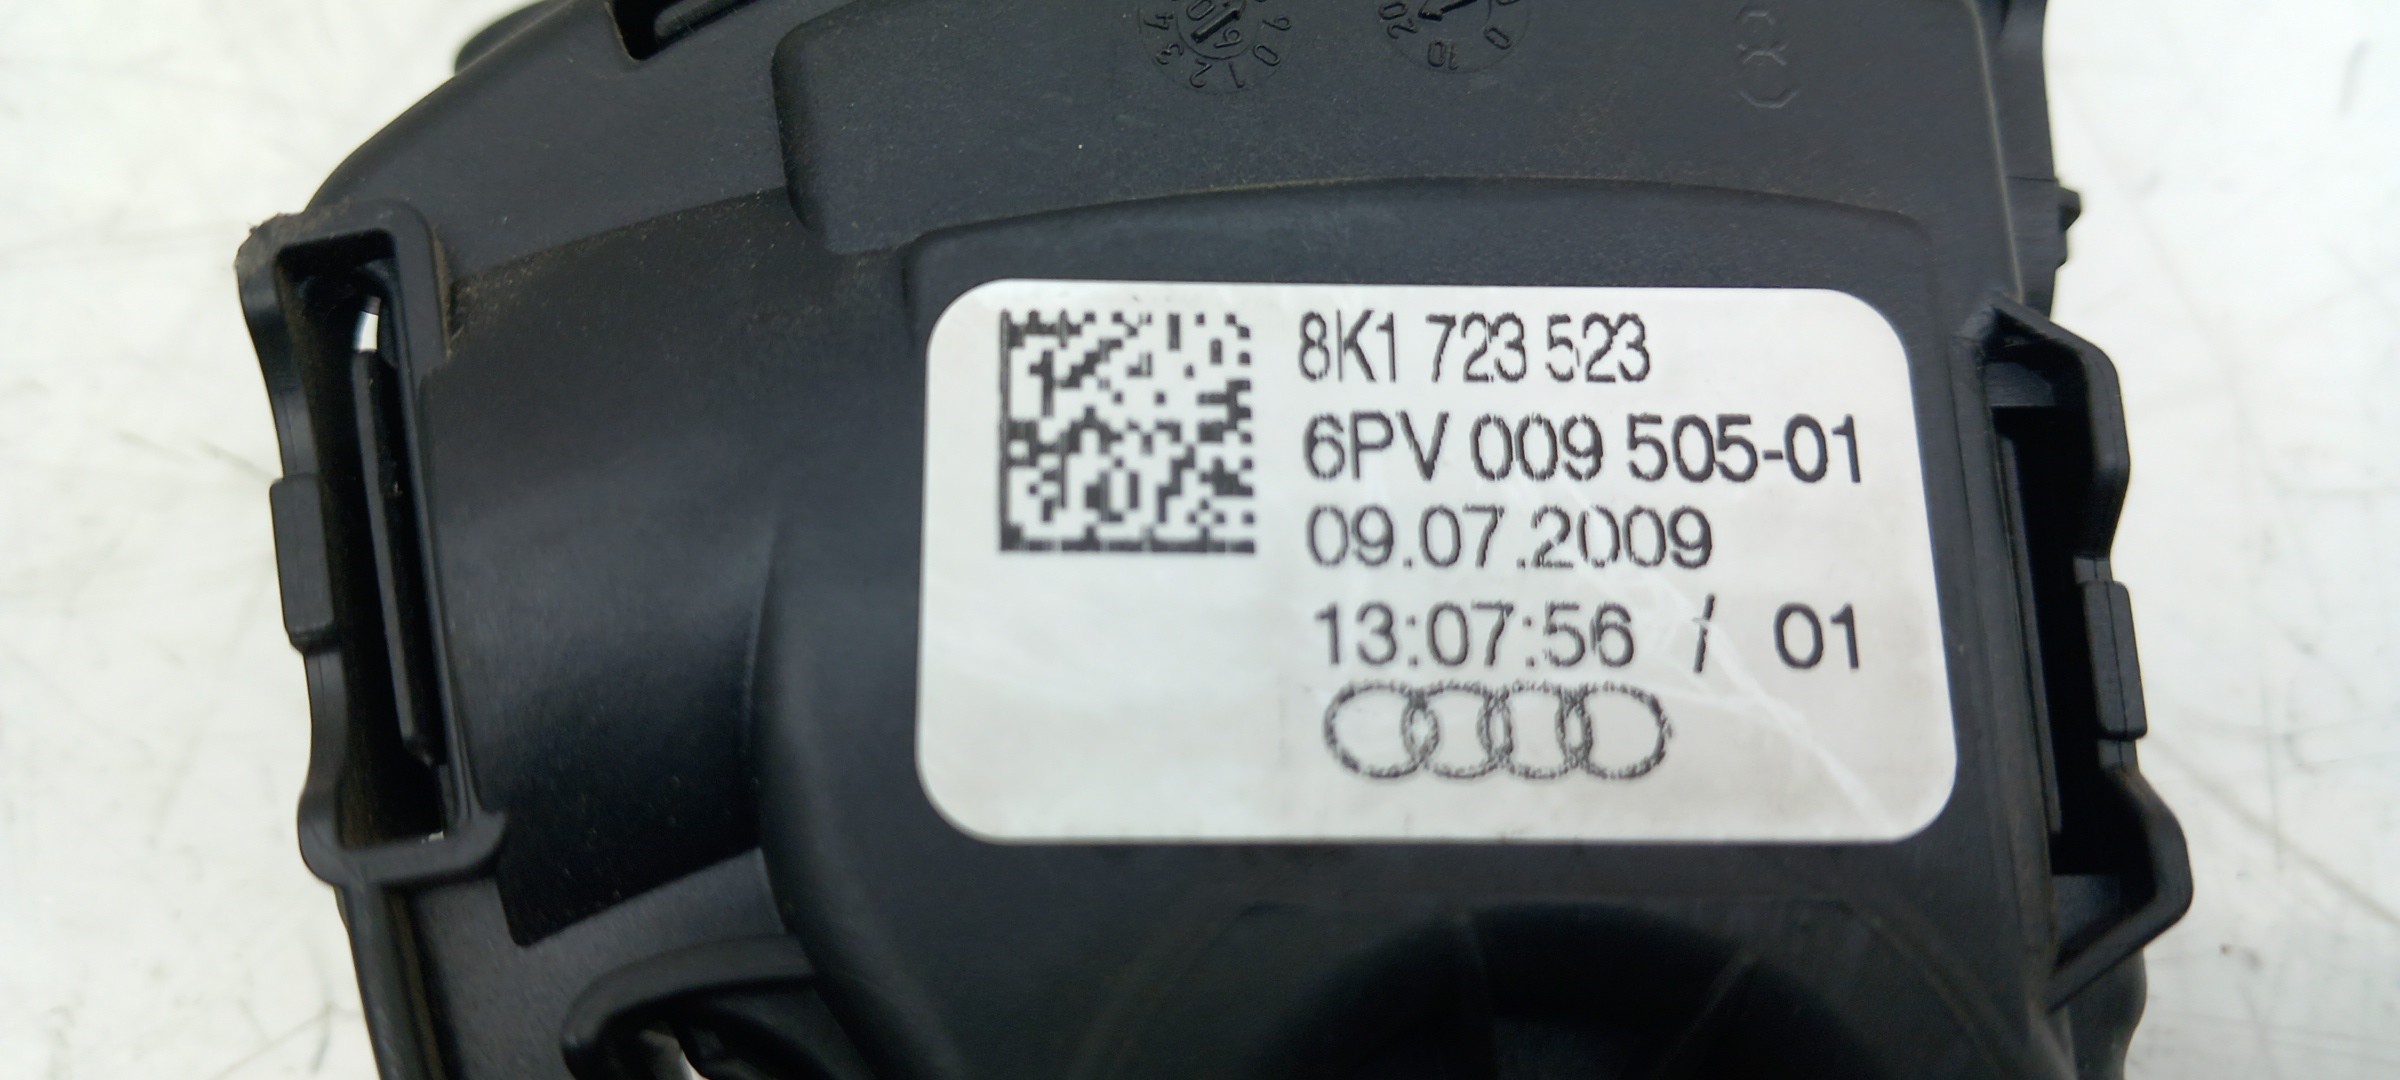 8K1 723 523
6PV 009 505-01
09.07.2009
13:07:56 / 01